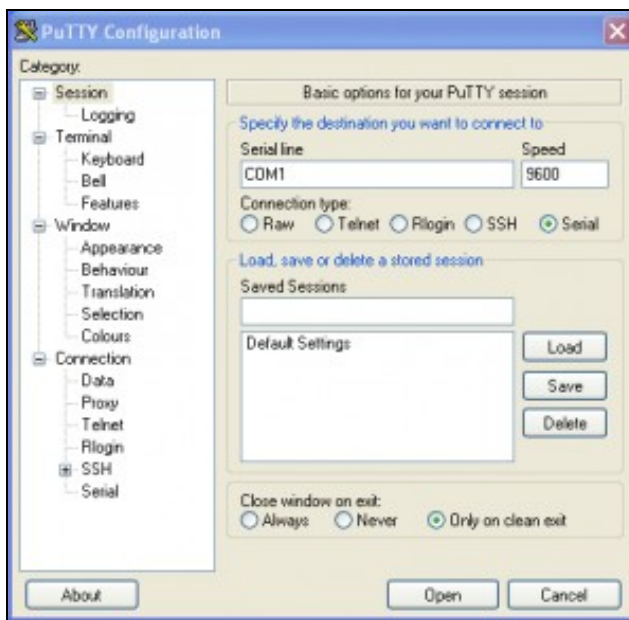 PuTTY Configuration
Category:
Session
Logging
Terminal
Keyboard
Bell
Features
Window
Appearance
Behaviour
Translation
Selection
Colours
Connection
Data
Proxy
Telnet
Rlogin
SSH
Serial
Basic options for your PuTTY session
Specify the destination you want to connect to
Serial line Speed
COM1 9600
Connection type:
Raw Telnet Rlogin SSH Serial
Load, save or delete a stored session
Saved Sessions
Default Settings
Load
Save
Delete
Close window on exit:
Always Never Only on clean exit
About Open Cancel